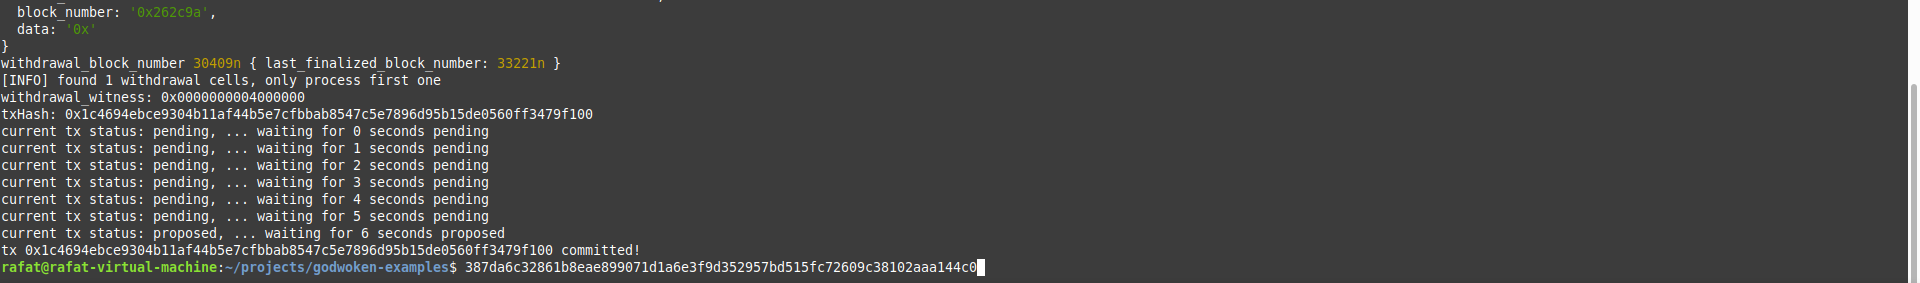 block_number: '0x262c9a',
data: '0x'
}
withdrawal_block_number 30409n { last_finalized_block_number: 33221n }
[INFO] found 1 withdrawal cells, only process first one
withdrawal_witness: 0x0000000004000000
txHash: 0x1c4694ebce9304b11af44b5e7cfbbab8547c5e7896d95b15de0560ff3479f100
current tx status: pending, ... waiting for 0 seconds pending
current tx status: pending, ... waiting for 1 seconds pending
current tx status: pending, ... waiting for 2 seconds pending
current tx status: pending, ... waiting for 3 seconds pending
current tx status: pending, ... waiting for 4 seconds pending
current tx status: pending, ... waiting for 5 seconds pending
current tx status: proposed, ... waiting for 6 seconds proposed
tx 0x1c4694ebce9304b11af44b5e7cfbbab8547c5e7896d95b15de0560ff3479f100 committed!
rafat@rafat-virtual-machine:~/projects/godwoken-examples$ 387da6c32861b8eae899071d1a6e3f9d352957bd515fc72609c38102aaa144c0